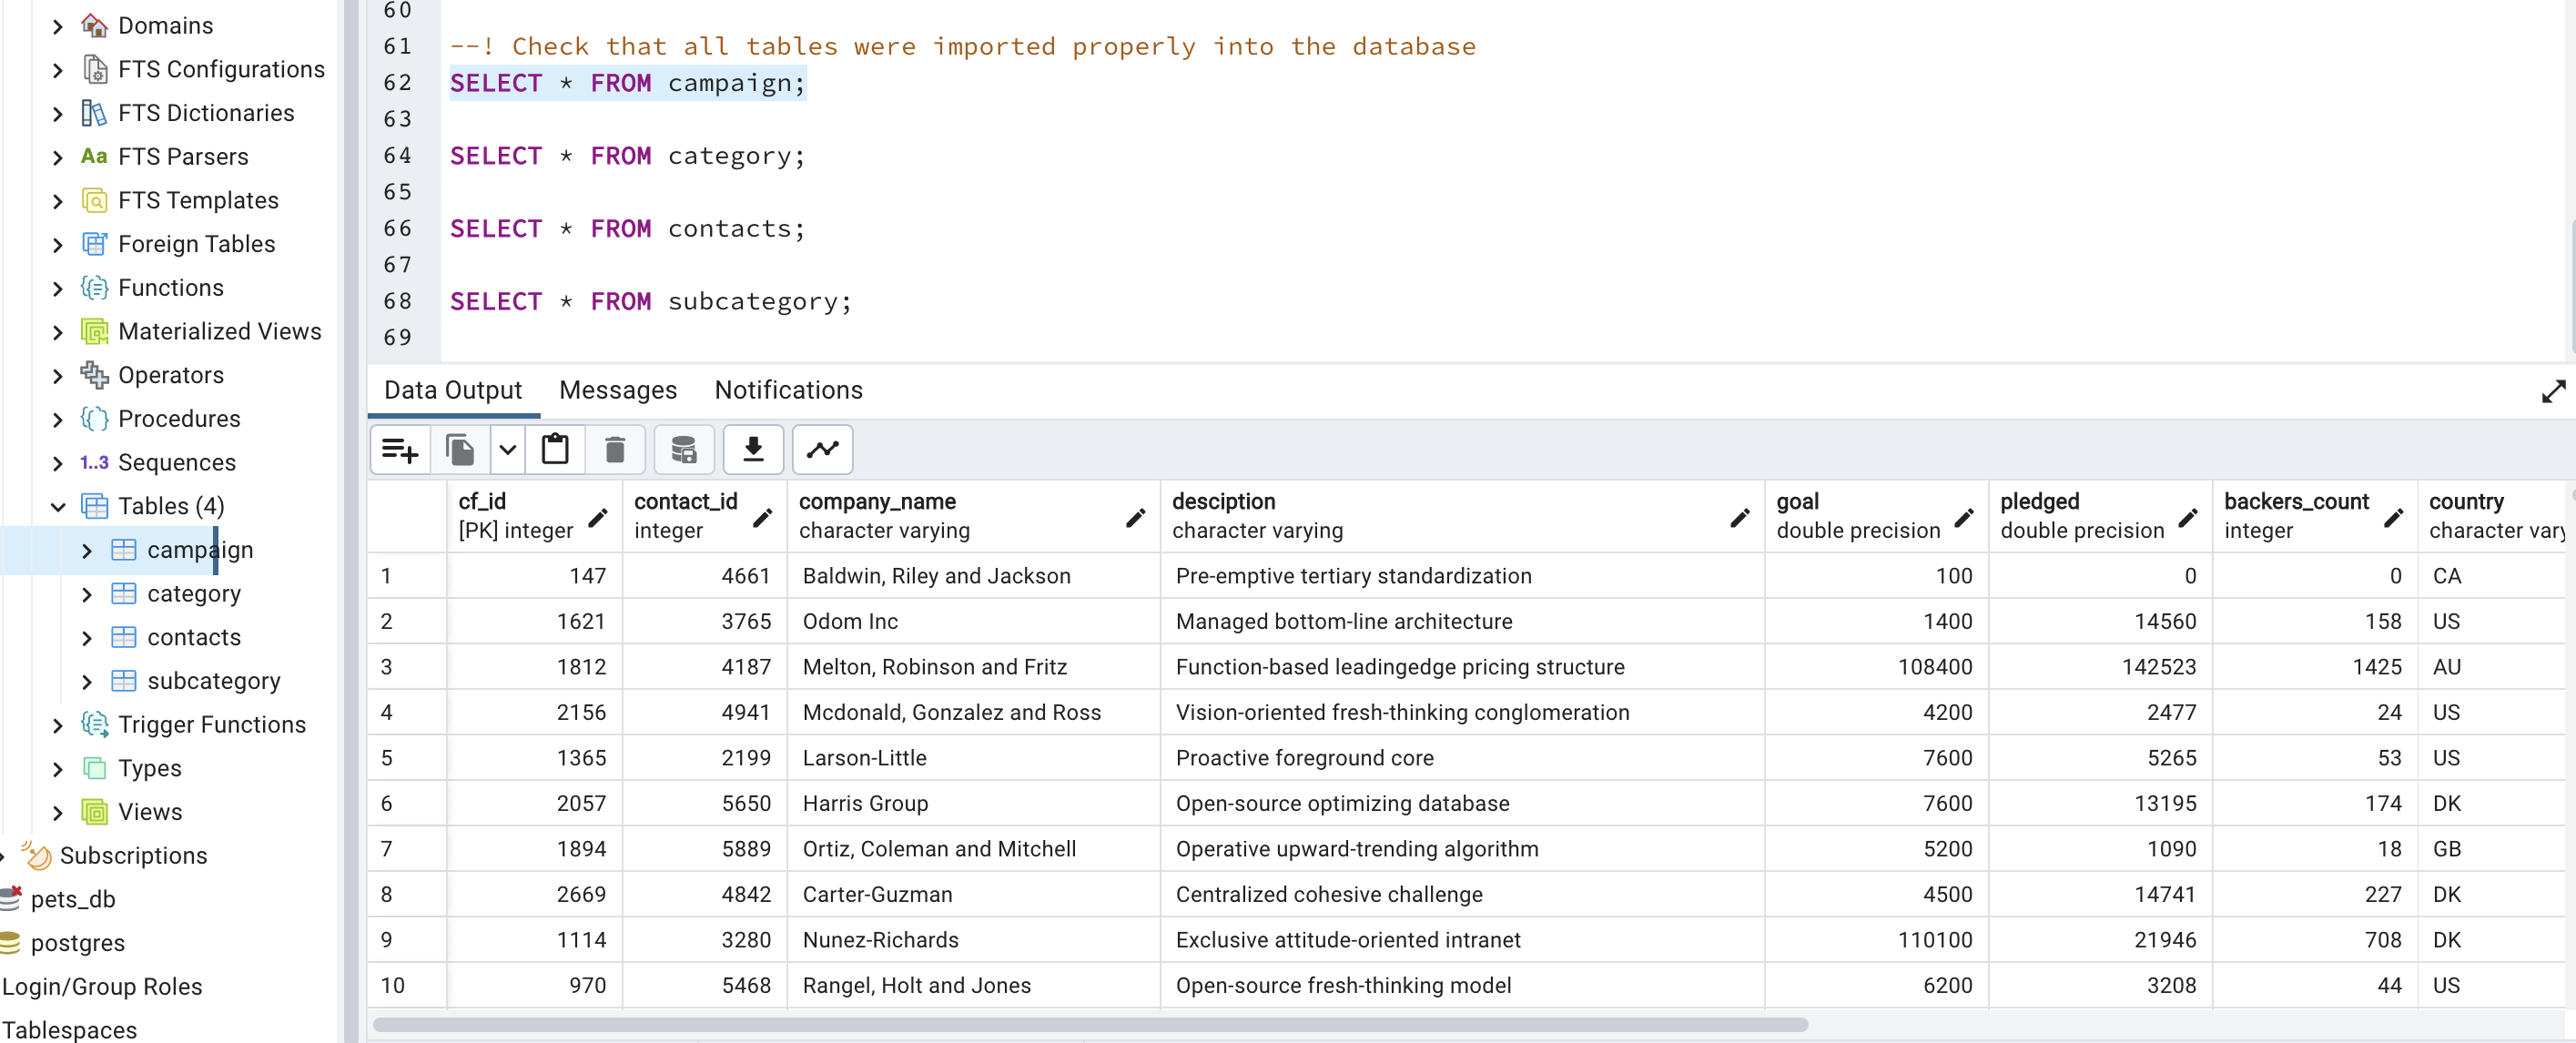 Domains
FTS Configurations
FTS Dictionaries
Aa FTS Parsers
FTS Templates
Foreign Tables
Functions
Materialized Views
Operators
Procedures
1..3 Sequences
Tables (4)
campaign
category
contacts
subcategory
Trigger Functions
Types
Views
Subscriptions
pets_db
postgres
Login/Group Roles
Tablespaces
60
61 --! Check that all tables were imported properly into the database
62 SELECT * FROM campaign;
63
64 SELECT * FROM category;
65
66 SELECT * FROM contacts;
67
68 SELECT * FROM subcategory;
69
Data Output Messages Notifications
cf_id contact_id company_name desciption goal pledged backers_count country
[PK] integer integer character varying character varying double precision double precision integer character vary
1 147 4661 Baldwin, Riley and Jackson Pre-emptive tertiary standardization 100 0 0 CA
2 1621 3765 Odom Inc Managed bottom-line architecture 1400 14560 158 US
3 1812 4187 Melton, Robinson and Fritz Function-based leadingedge pricing structure 108400 142523 1425 AU
4 2156 4941 Mcdonald, Gonzalez and Ross Vision-oriented fresh-thinking conglomeration 4200 2477 24 US
5 1365 2199 Larson-Little Proactive foreground core 7600 5265 53 US
6 2057 5650 Harris Group Open-source optimizing database 7600 13195 174 DK
7 1894 5889 Ortiz, Coleman and Mitchell Operative upward-trending algorithm 5200 1090 18 GB
8 2669 4842 Carter-Guzman Centralized cohesive challenge 4500 14741 227 DK
9 1114 3280 Nunez-Richards Exclusive attitude-oriented intranet 110100 21946 708 DK
10 970 5468 Rangel, Holt and Jones Open-source fresh-thinking model 6200 3208 44 US